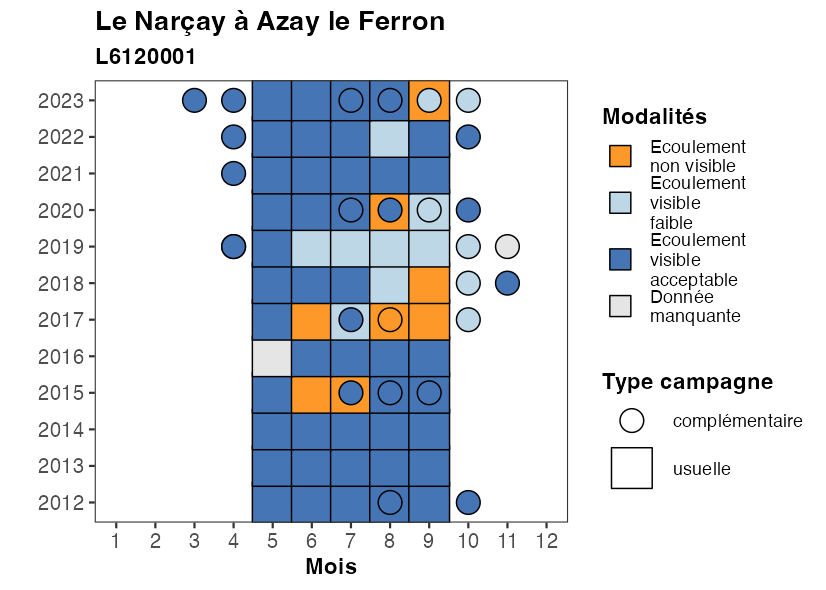 Le Narçay à Azay le Ferron
L6120001
2023
2022
2021
2020
2019
2018
2017
2016
2015
2014
2013
2012
1 2 3 4 5 6 7 8 9 10 11 12
Mois
Modalités
Ecoulement
non visible
Ecoulement
visible
faible
Ecoulement
visible
acceptable
Donnée
manquante
Type campagne
complémentaire
usuelle